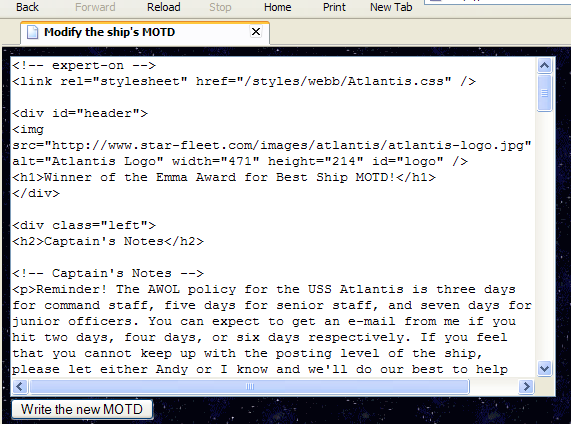 Back Forward Reload Stop Home Print New Tab
Modify the ship's MOTD
<!-- expert-on -->
<link rel="stylesheet" href="/styles/webb/Atlantis.css" />
<div id="header">
<img
src="http://www.star-fleet.com/images/atlantis/atlantis-logo.jpg"
alt="Atlantis Logo" width="471" height="214" id="logo" />
<h1>Winner of the Emma Award for Best Ship MOTD!</h1>
</div>
<div class="left">
<h2>Captain's Notes</h2>
<!-- Captain's Notes -->
<p>Reminder! The AWOL policy for the USS Atlantis is three days
for command staff, five days for senior staff, and seven days for
junior officers. You can expect to get an e-mail from me if you
hit two days, four days, or six days respectively. If you feel
that you cannot keep up with the posting level of the ship,
please let either Andy or I know and we'll do our best to help
Write the new MOTD